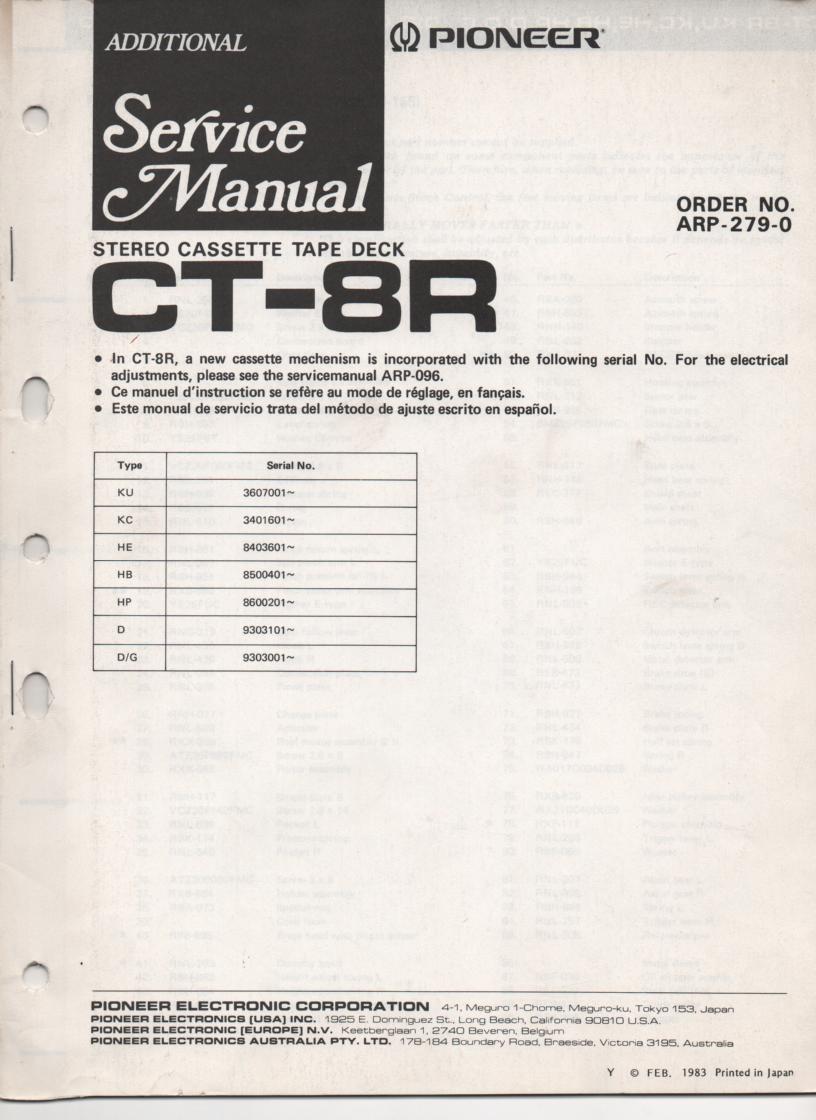 ADDITIONAL
PIONEER®
Service
Manual
ORDER NO.
ARP-279-0
STEREO CASSETTE TAPE DECK
CT-8R
• In CT-8R, a new cassette mechenism is incorporated with the following serial No. For the electrical
adjustments, please see the servicemanual ARP-096.
• Ce manuel d'instruction se refère au mode de réglage, en fançais.
• Este monual de servicio trata del método de ajuste escrito en español.
Type Serial No.
KU 3607001~
KC 3401601~
HE 8403601~
HB 8500401~
HP 8600201~
D 9303101~
D/G 9303001~
PIONEER ELECTRONIC CORPORATION 4-1, Meguro 1-Chome, Meguro-ku, Tokyo 153, Japan
PIONEER ELECTRONICS (USA) INC. 1925 E. Dominguez St., Long Beach, California 90810 U.S.A.
PIONEER ELECTRONIC (EUROPE) N.V. Keetberglaan 1, 2740 Beveren, Belgium
PIONEER ELECTRONICS AUSTRALIA PTY. LTD. 178-184 Boundary Road, Braeside, Victoria 3195, Australia
Y © FEB. 1983 Printed in Japan